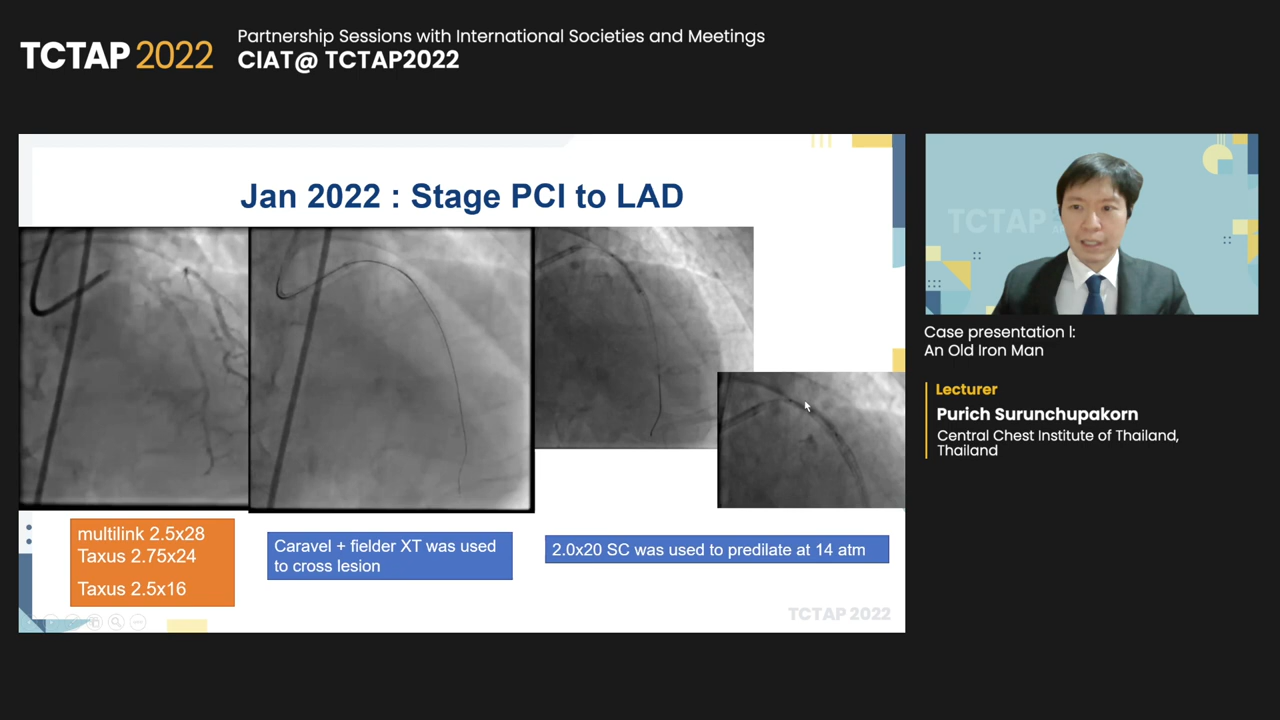 TCTAP 2022
Partnership Sessions with International Societies and Meetings
CIAT@ TCTAP2022
Jan 2022 : Stage PCI to LAD
multilink 2.5x28
Taxus 2.75x24
Taxus 2.5x16
Caravel + fielder XT was used
to cross lesion
2.0x20 SC was used to predilate at 14 atm
TCTAP 2022
TCTAP
Case presentation I:
An Old Iron Man
Lecturer
Purich Surunchupakorn
Central Chest Institute of Thailand,
Thailand